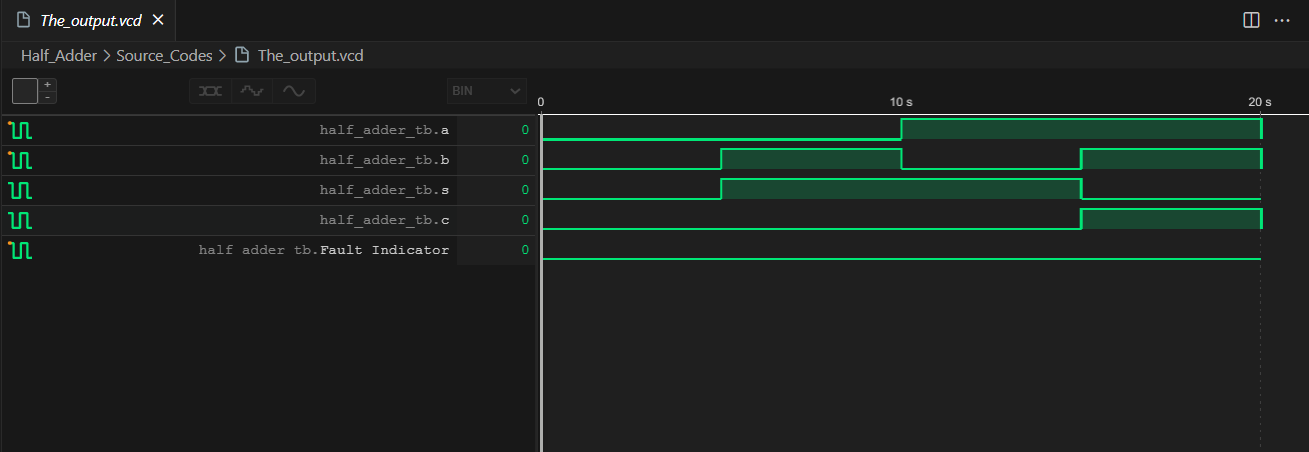 The_output.vcd
Half_Adder > Source_Codes > The_output.vcd
+
-
BIN
0 10 s 20 s
half_adder_tb.a 0
half_adder_tb.b 0
half_adder_tb.s 0
half_adder_tb.c 0
half adder tb.Fault Indicator 0